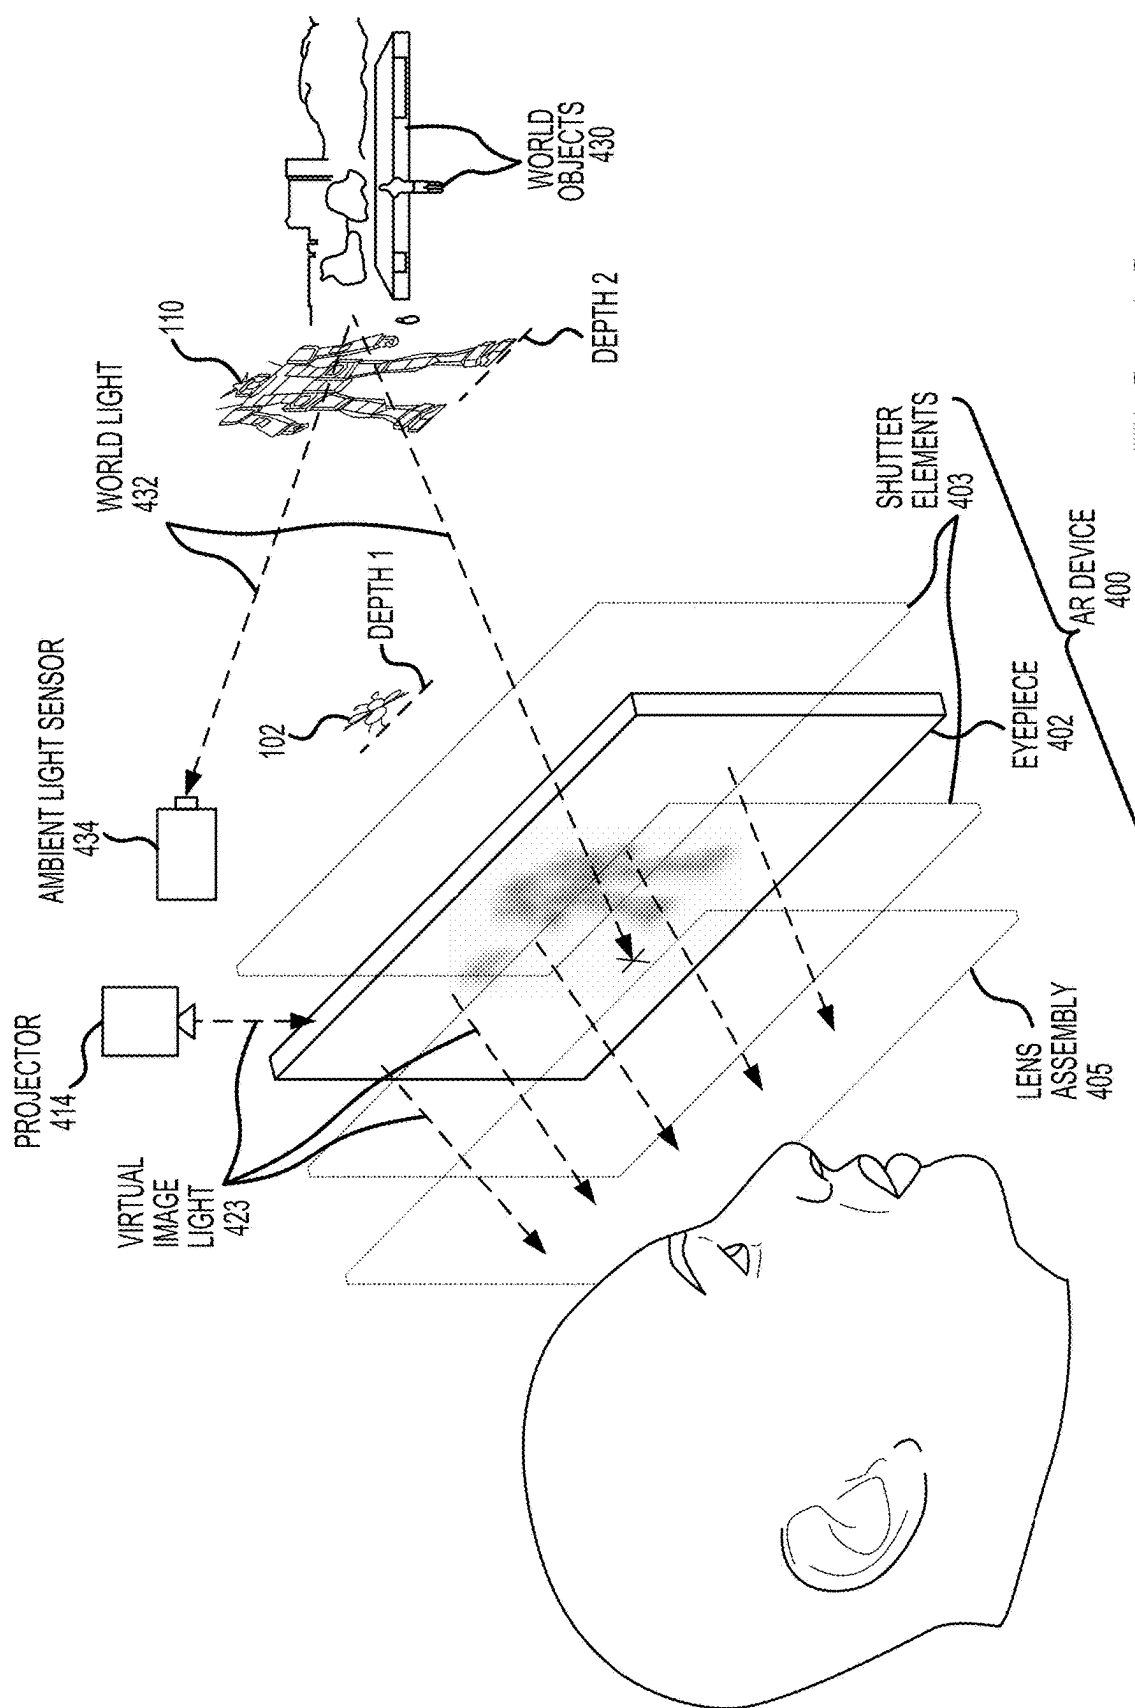 PROJECTOR
414
AMBIENT LIGHT SENSOR
434
WORLD LIGHT
432
VIRTUAL
IMAGE
LIGHT
423
110
102
DEPTH 1
WORLD
OBJECTS
430
DEPTH 2
SHUTTER
ELEMENTS
403
LENS
ASSEMBLY
405
EYEPIECE
402
AR DEVICE
400